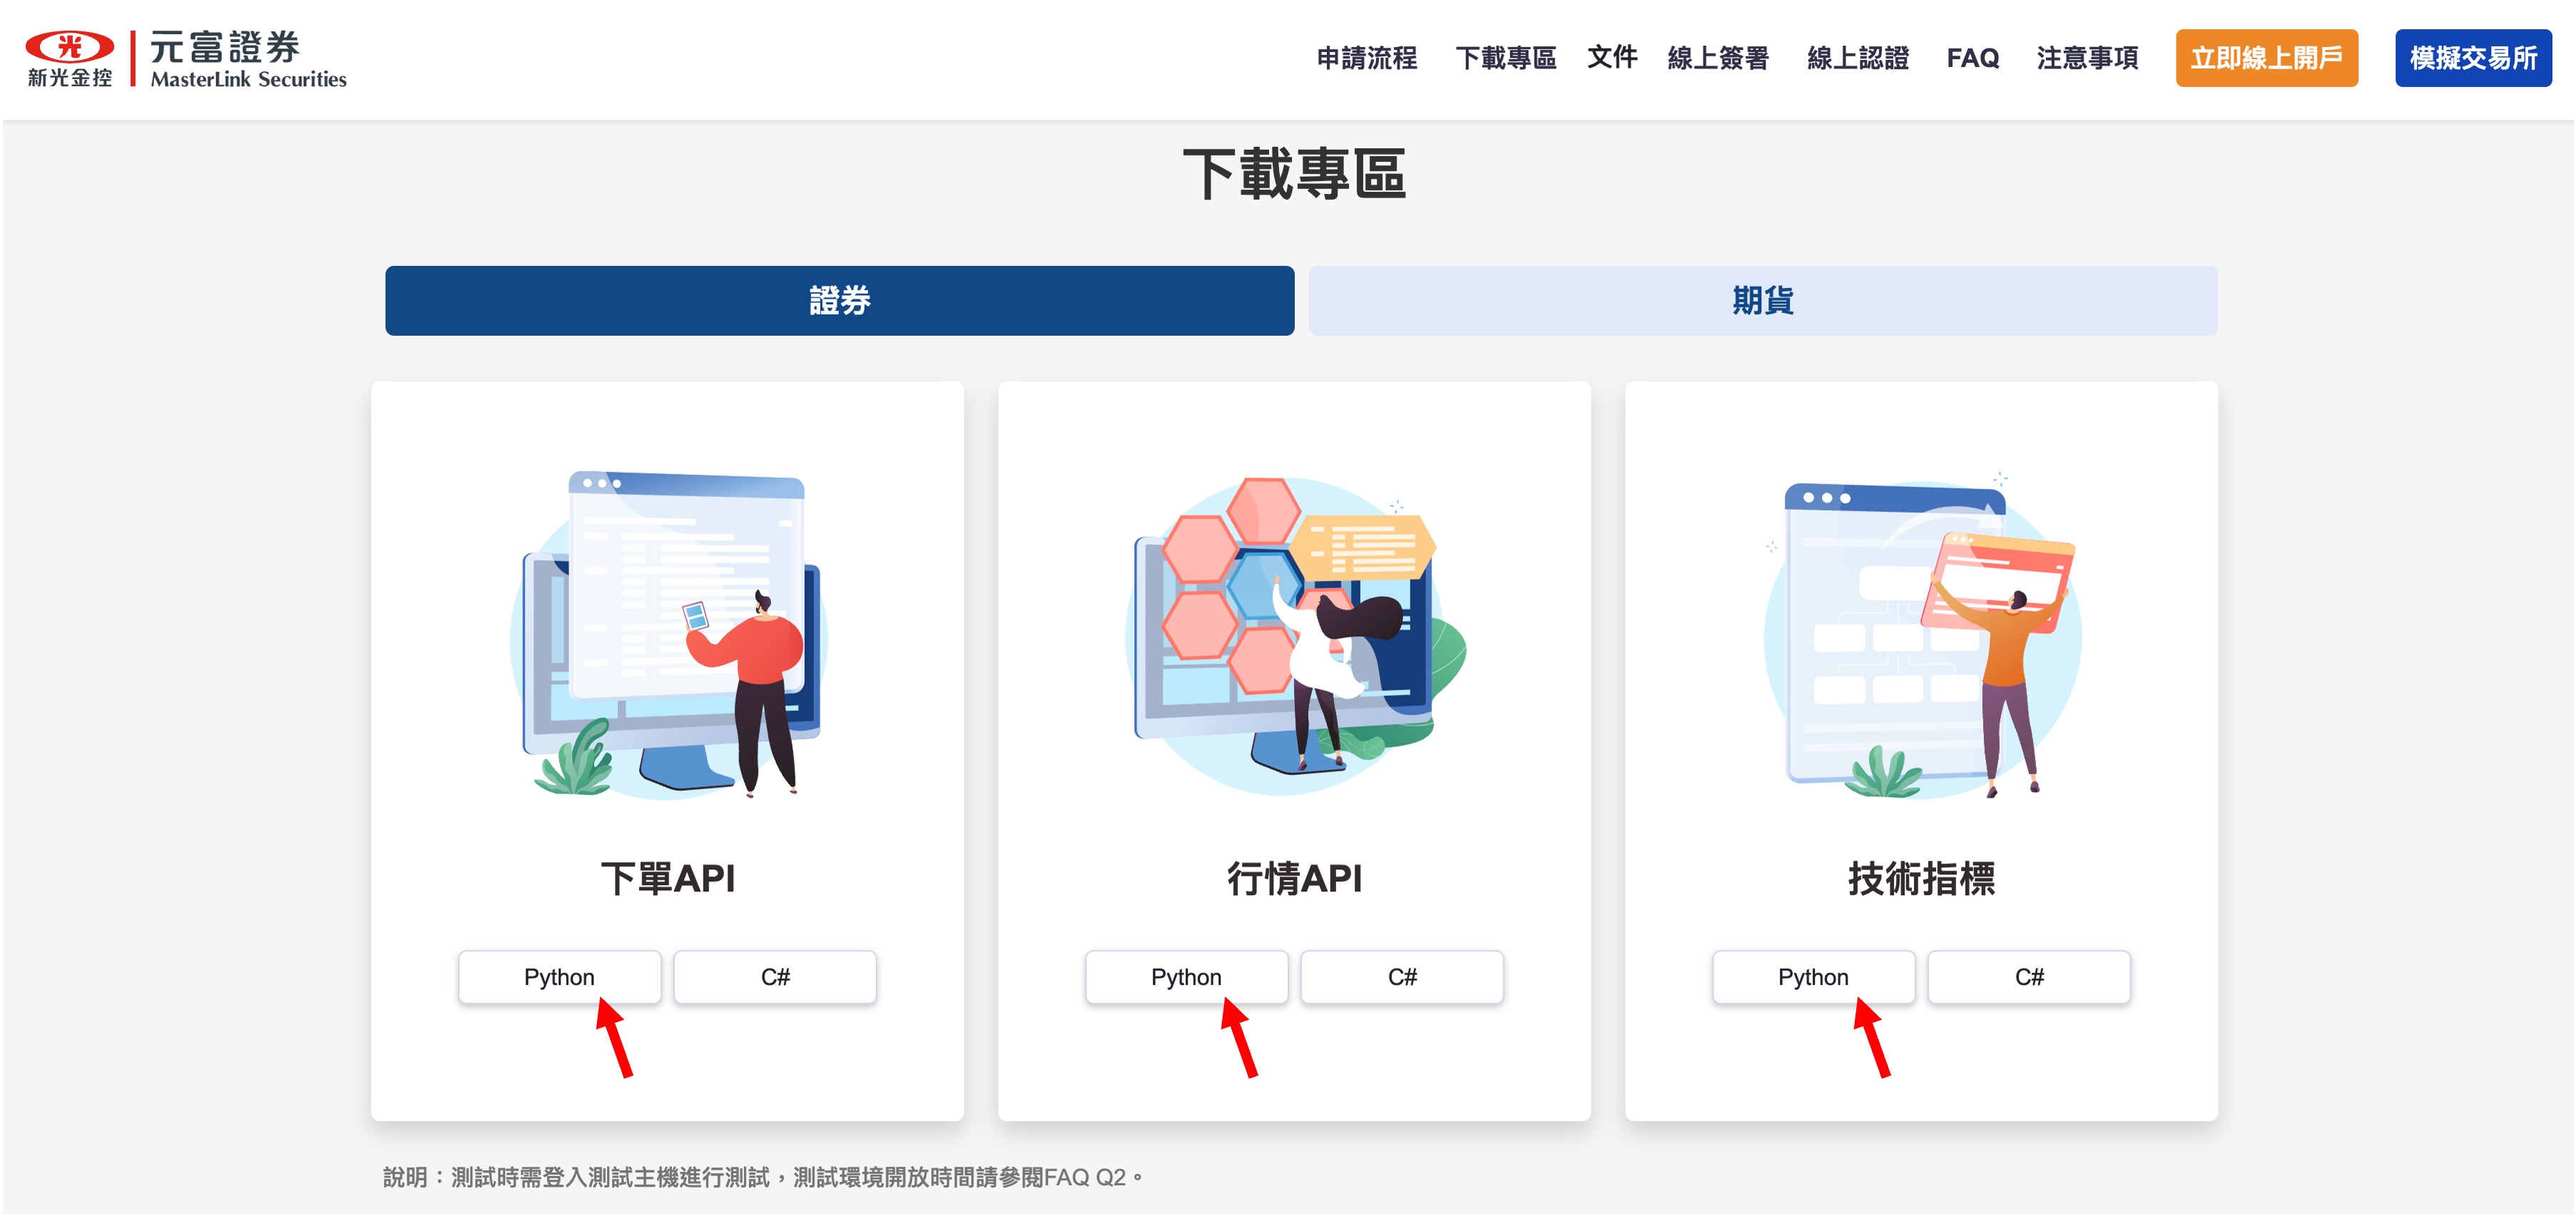 光
新光金控
元富證券
MasterLink Securities
申請流程 下載專區 文件 線上簽署 線上認證 FAQ 注意事項 立即線上開戶 模擬交易所
下載專區
證券 期貨
下單API
Python C#
行情API
Python C#
技術指標
Python C#
說明：測試時需登入測試主機進行測試，測試環境開放時間請參閱FAQ Q2。